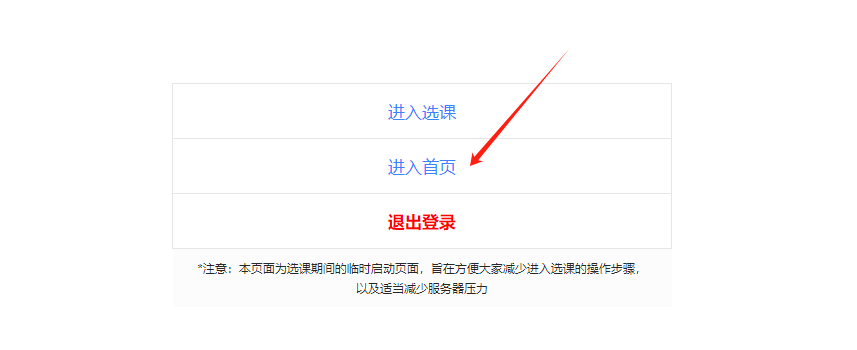 进入选课
进入首页
退出登录
*注意：本页面为选课期间的临时启动页面，旨在方便大家减少进入选课的操作步骤，
以及适当减少服务器压力